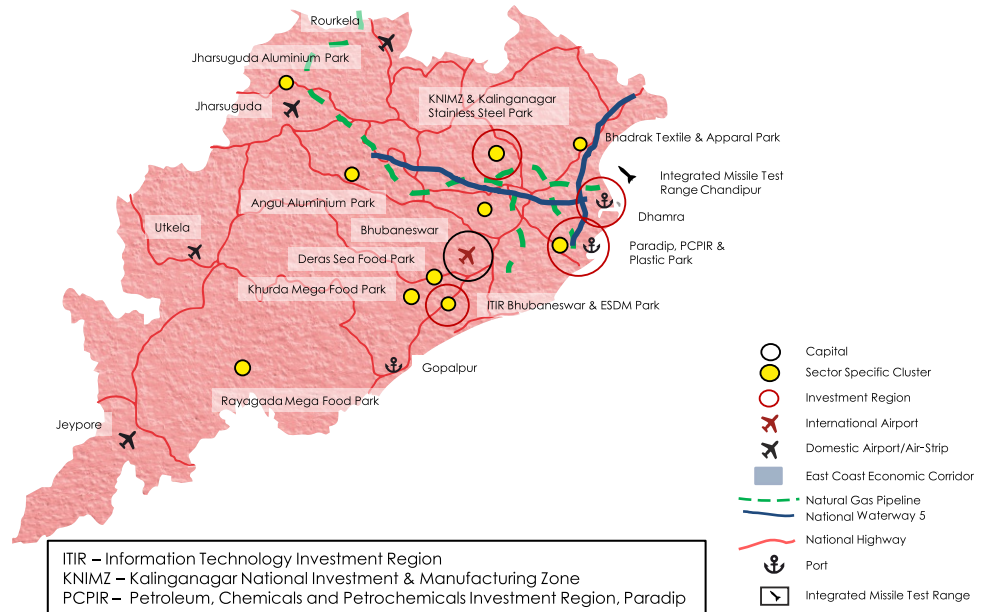 Rourkela
Jharsuguda Aluminium Park
Jharsuguda
KNIMZ & Kalinganagar
Stainless Steel Park
Bhadrak Textile & Apparal Park
Integrated Missile Test
Range Chandipur
Angul Aluminium Park
Dhamra
Utkela
Bhubaneswar
Paradip, PCPIR &
Plastic Park
Deras Sea Food Park
Khurda Mega Food Park
ITIR Bhubaneswar & ESDM Park
Gopalpur
Rayagada Mega Food Park
Jeypore
Capital
Sector Specific Cluster
Investment Region
International Airport
Domestic Airport/Air-Strip
East Coast Economic Corridor
Natural Gas Pipeline
National Waterway 5
National Highway
Port
Integrated Missile Test Range
ITIR – Information Technology Investment Region
KNIMZ – Kalinganagar National Investment & Manufacturing Zone
PCPIR – Petroleum, Chemicals and Petrochemicals Investment Region, Paradip